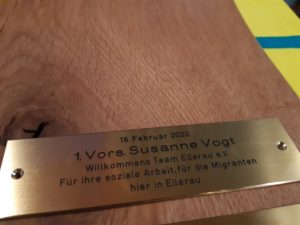 16. Februar 2020
1. Vors. Susanne Vogt
Willkommens Team Ellerau e.V.
Für ihre soziale Arbeit, für die Migranten
hier in Ellerau